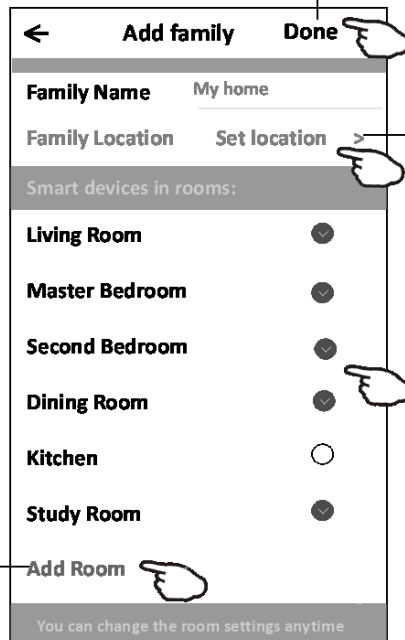 Add family Done
Family Name My home
Family Location Set location >
Smart devices in rooms:
Living Room
Master Bedroom
Second Bedroom
Dining Room
Kitchen
Study Room
Add Room
You can change the room settings anytime